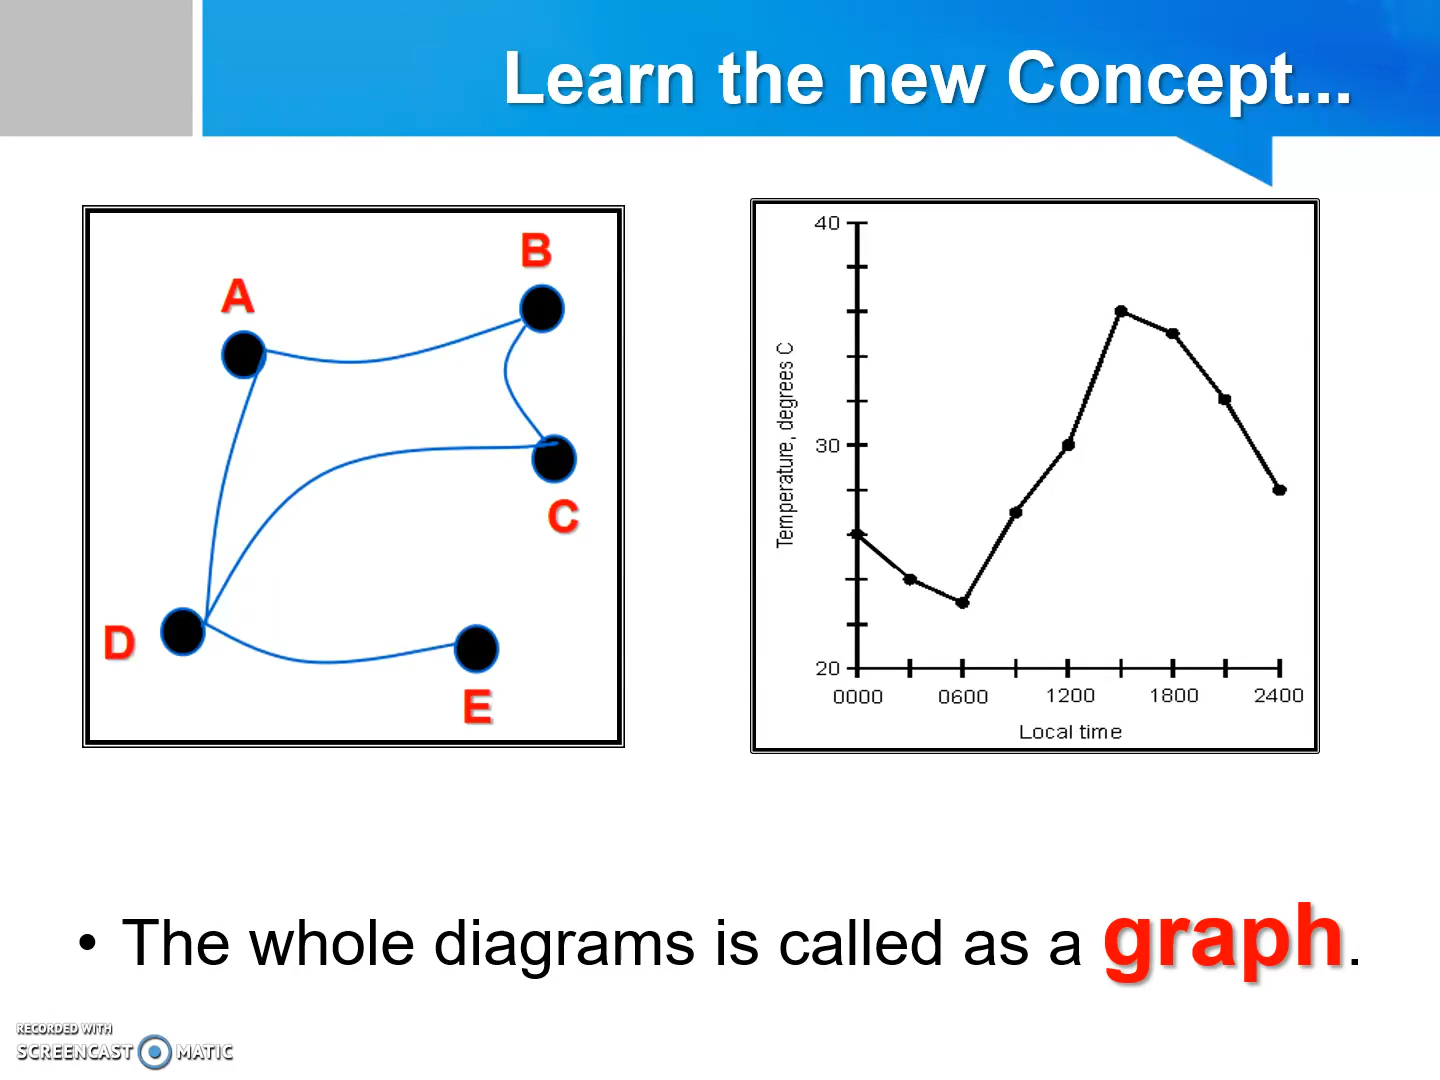 Learn the new Concept...
A
B
C
D
E
40
30
20
Temperature, degrees C
0000 0600 1200 1800 2400
Local time
• The whole diagrams is called as a graph.
RECORDED WITH
SCREENCAST MATIC